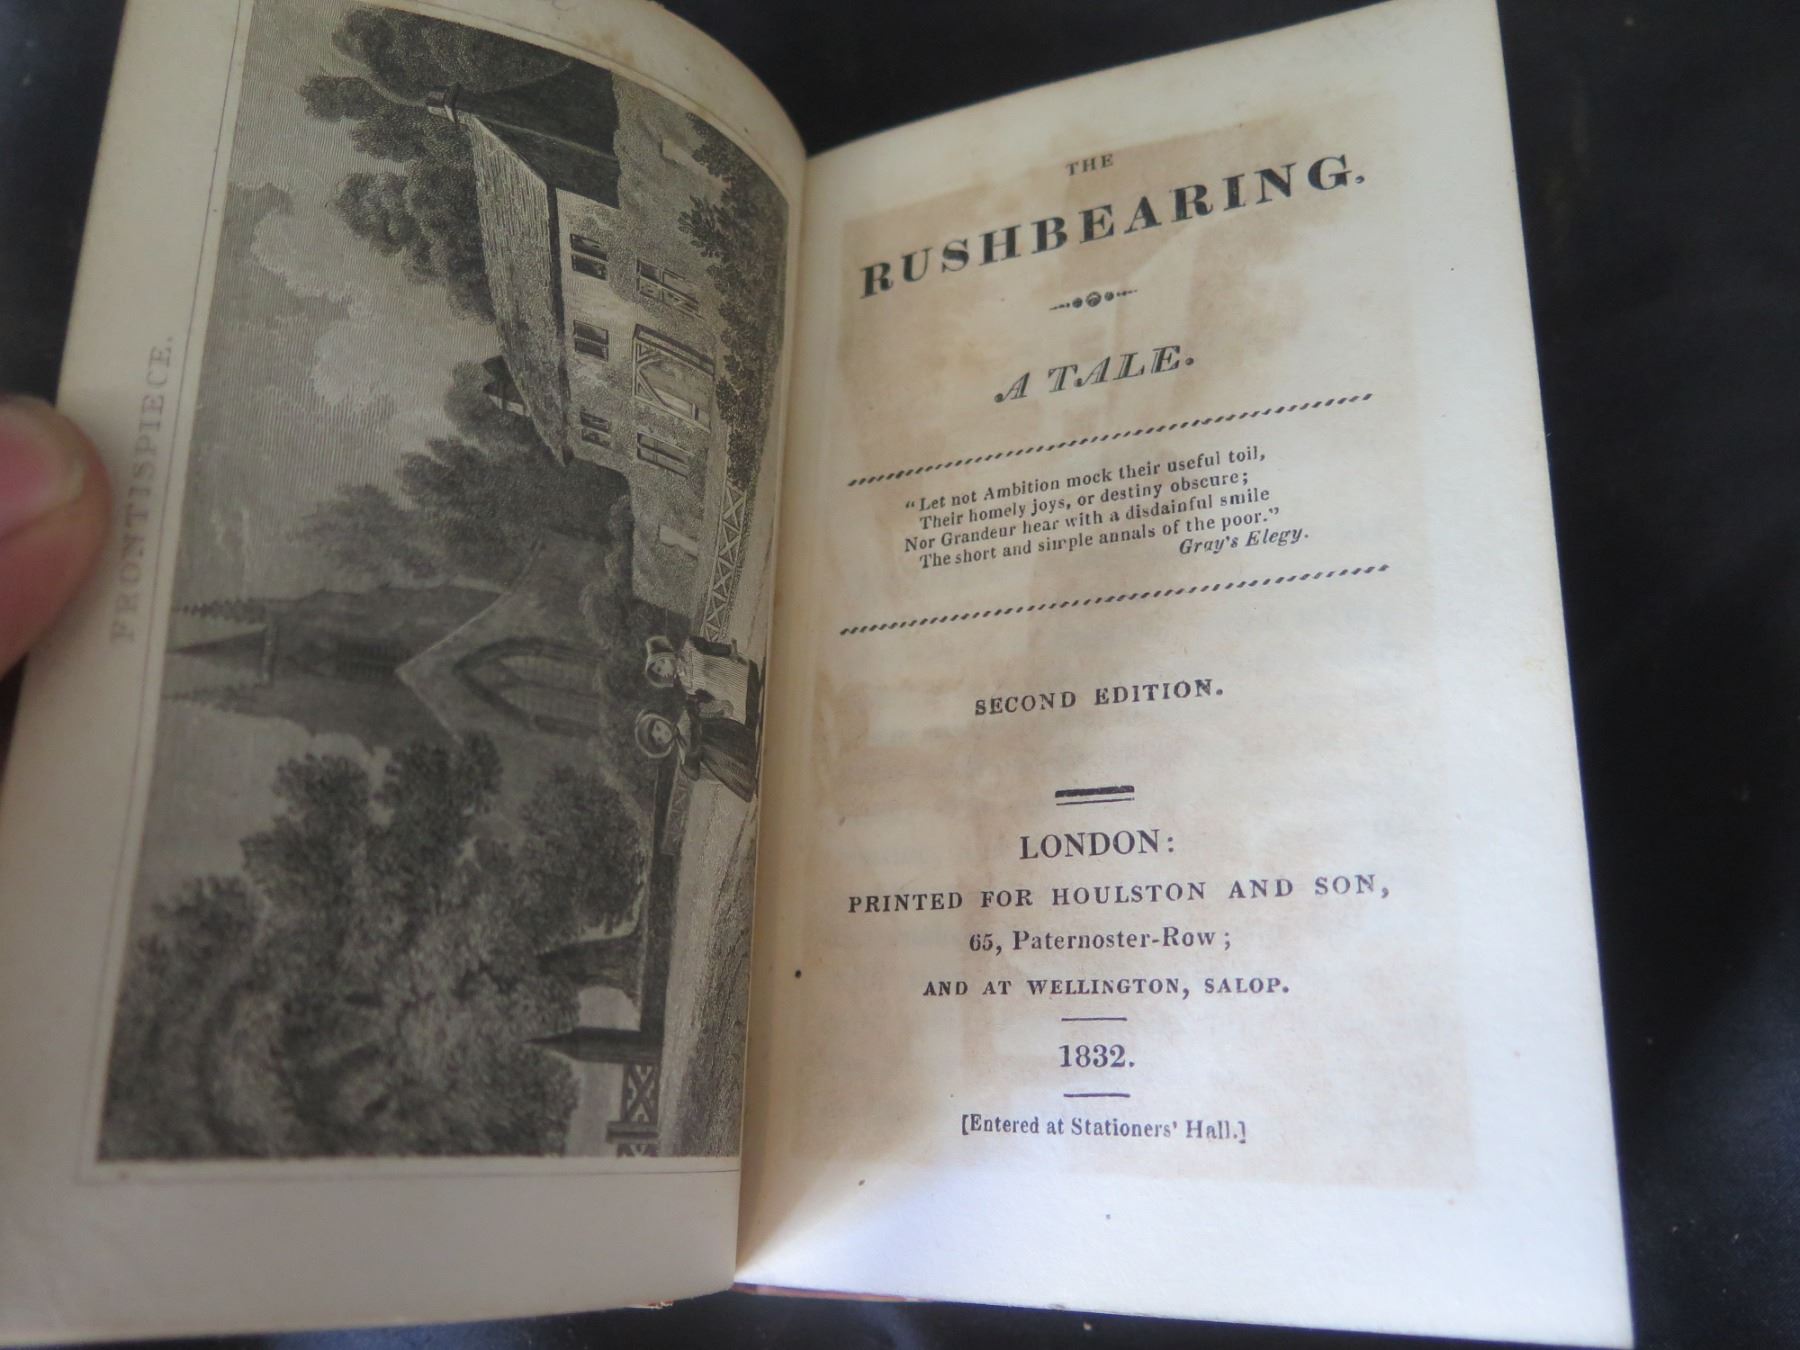 FRONTISPIECE.
THE
RUSHBEARING.
A TALE.
"Let not Ambition mock their useful toil,
Their homely joys, or destiny obscure;
Nor Grandeur hear with a disdainful smile
The short and simple annals of the poor."
Gray's Elegy.
SECOND EDITION.
LONDON:
PRINTED FOR HOULSTON AND SON,
65, Paternoster-Row;
AND AT WELLINGTON, SALOP.
1832.
[Entered at Stationers' Hall.]